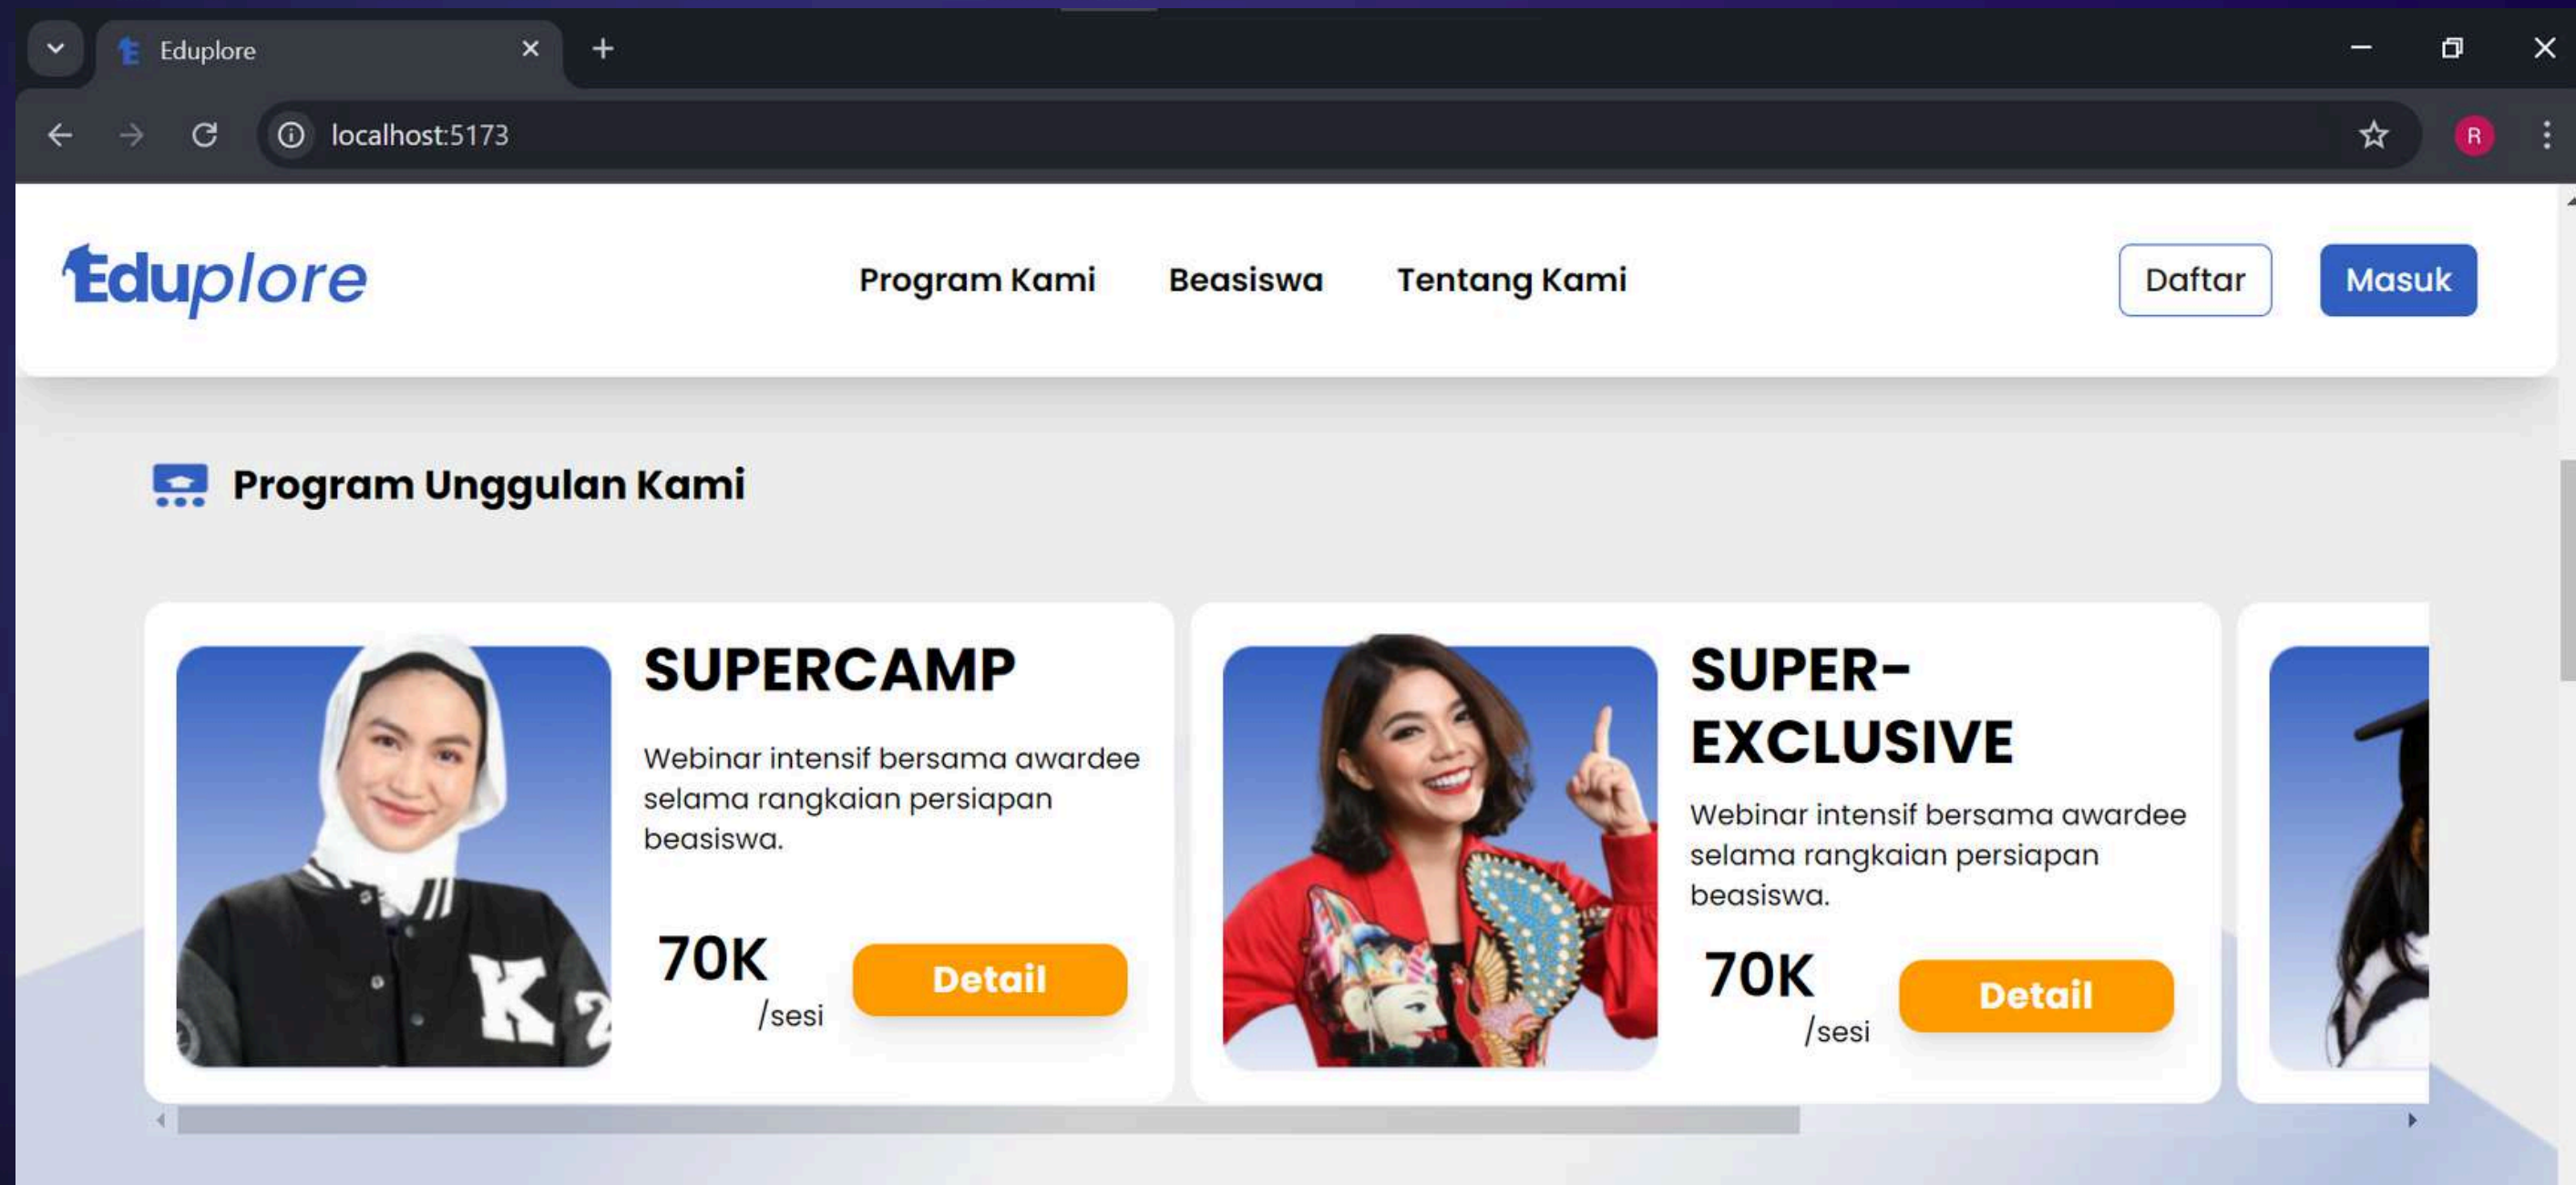 Eduplore
localhost:5173
R
Eduplore
Program Kami
Beasiswa
Tentang Kami
Daftar
Masuk
Program Unggulan Kami
SUPERCAMP
Webinar intensif bersama awardee
selama rangkaian persiapan
beasiswa.
70K
/sesi
Detail
K
SUPER-
EXCLUSIVE
Webinar intensif bersama awardee
selama rangkaian persiapan
beasiswa.
70K
/sesi
Detail